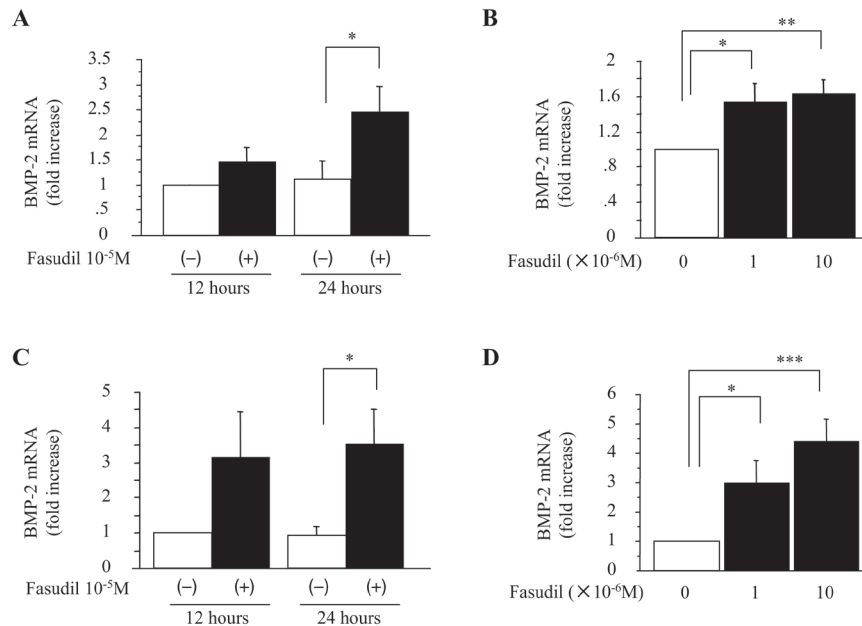 A
BMP-2 mRNA
(fold increase)
3.5
3
2.5
2
1.5
1
.5
0
*
Fasudil 10-5M
(−) (+) (−) (+)
12 hours 24 hours
B
BMP-2 mRNA
(fold increase)
2
1.6
1.2
.8
.4
0
**
*
Fasudil (×10-6M) 0 1 10
C
BMP-2 mRNA
(fold increase)
5
4
3
2
1
0
*
Fasudil 10-5M
(−) (+) (−) (+)
12 hours 24 hours
D
BMP-2 mRNA
(fold increase)
6
5
4
3
2
1
0
***
*
Fasudil (×10-6M) 0 1 10